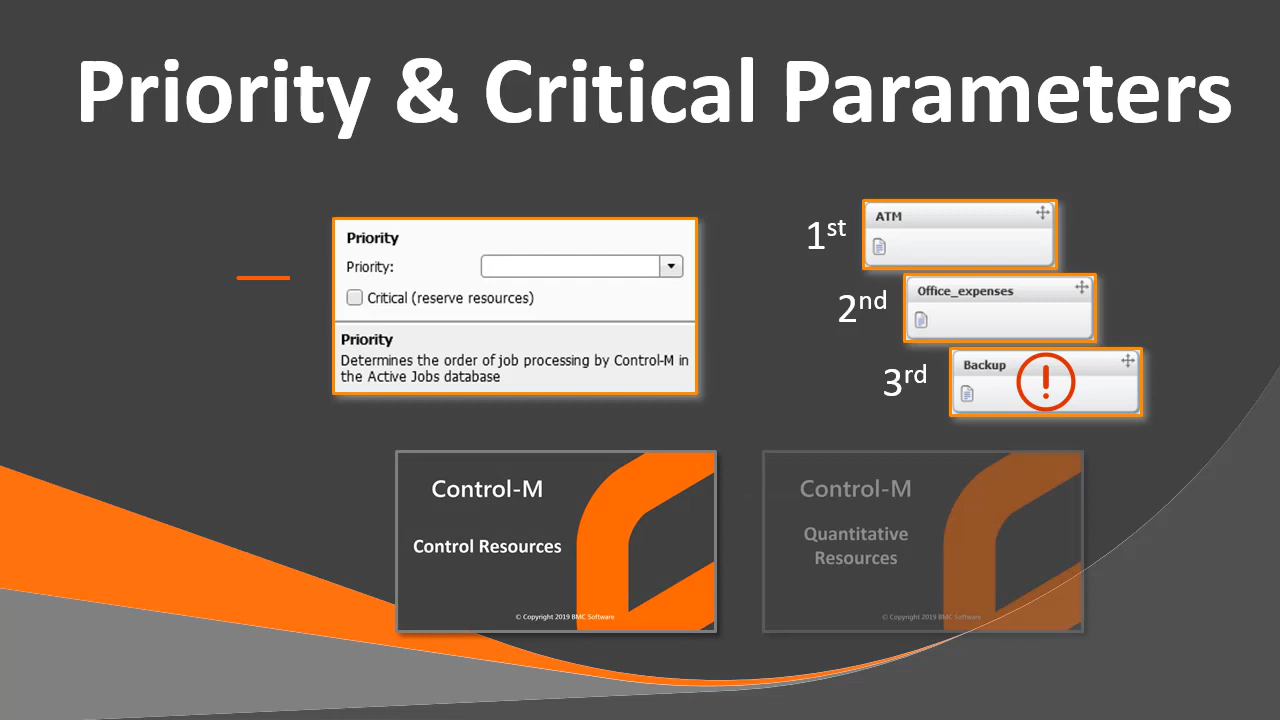 Priority & Critical Parameters
Priority
Priority:
Critical (reserve resources)
Priority
Determines the order of job processing by Control-M in
the Active Jobs database
1st
ATM
2nd
Office_expenses
3rd
Backup
Control-M
Control Resources
© Copyright 2019 BMC Software
Control-M
Quantitative
Resources
© Copyright 2019 BMC Software